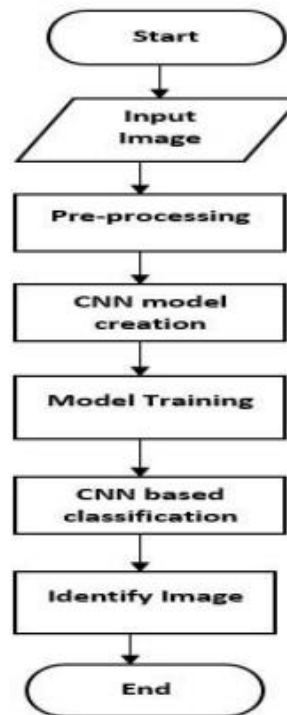 Start
Input
Image
Pre-processing
CNN model
creation
Model Training
CNN based
classification
Identify Image
End